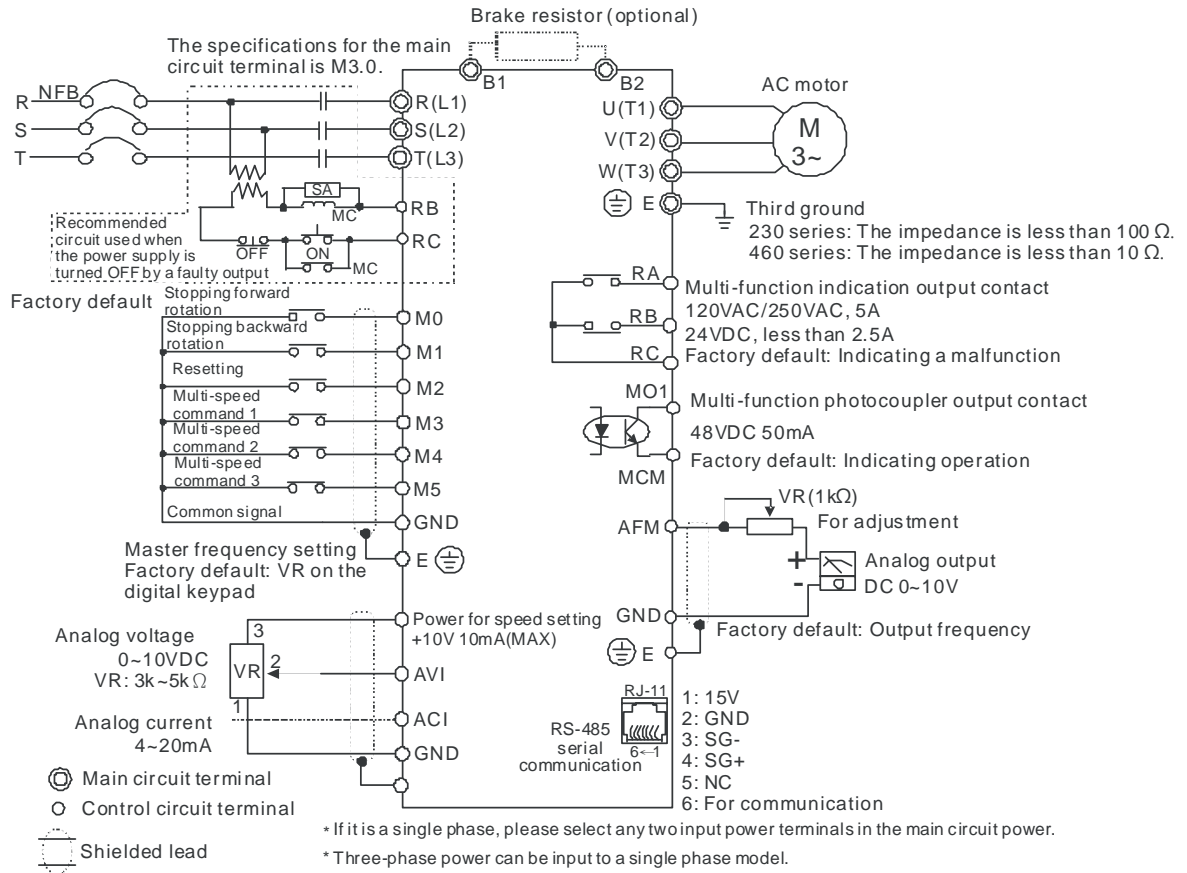 Brake resistor (optional)
The specifications for the main
circuit terminal is M3.0.
B1
B2
AC motor
NFB
R
S
T
R(L1)
S(L2)
T(L3)
U(T1)
V(T2)
W(T3)
M
3~
E
SA
MC
RB
RC
OFF
ON
MC
Recommended
circuit used when
the power supply is
turned OFF by a faulty output
Third ground
230 series: The impedance is less than 100 Ω.
460 series: The impedance is less than 10 Ω.
Factory default
Stopping forward
rotation
M0
Stopping backward
rotation
M1
Resetting
M2
Multi-speed
command 1
M3
Multi-speed
command 2
M4
Multi-speed
command 3
M5
Common signal
GND
E
RA
RB
RC
Multi-function indication output contact
120VAC/250VAC, 5A
24VDC, less than 2.5A
Factory default: Indicating a malfunction
MO1
MCM
Multi-function photocoupler output contact
48VDC 50mA
Factory default: Indicating operation
Master frequency setting
Factory default: VR on the
digital keypad
AFM
VR(1kΩ)
For adjustment
+
-
Analog output
DC 0~10V
GND
Factory default: Output frequency
E
Power for speed setting
+10V 10mA(MAX)
Analog voltage
0~10VDC
VR: 3k~5kΩ
3
VR
2
1
AVI
Analog current
4~20mA
ACI
GND
RJ-11
6←1
RS-485
serial
communication
1: 15V
2: GND
3: SG-
4: SG+
5: NC
6: For communication
Main circuit terminal
Control circuit terminal
Shielded lead
* If it is a single phase, please select any two input power terminals in the main circuit power.
* Three-phase power can be input to a single phase model.